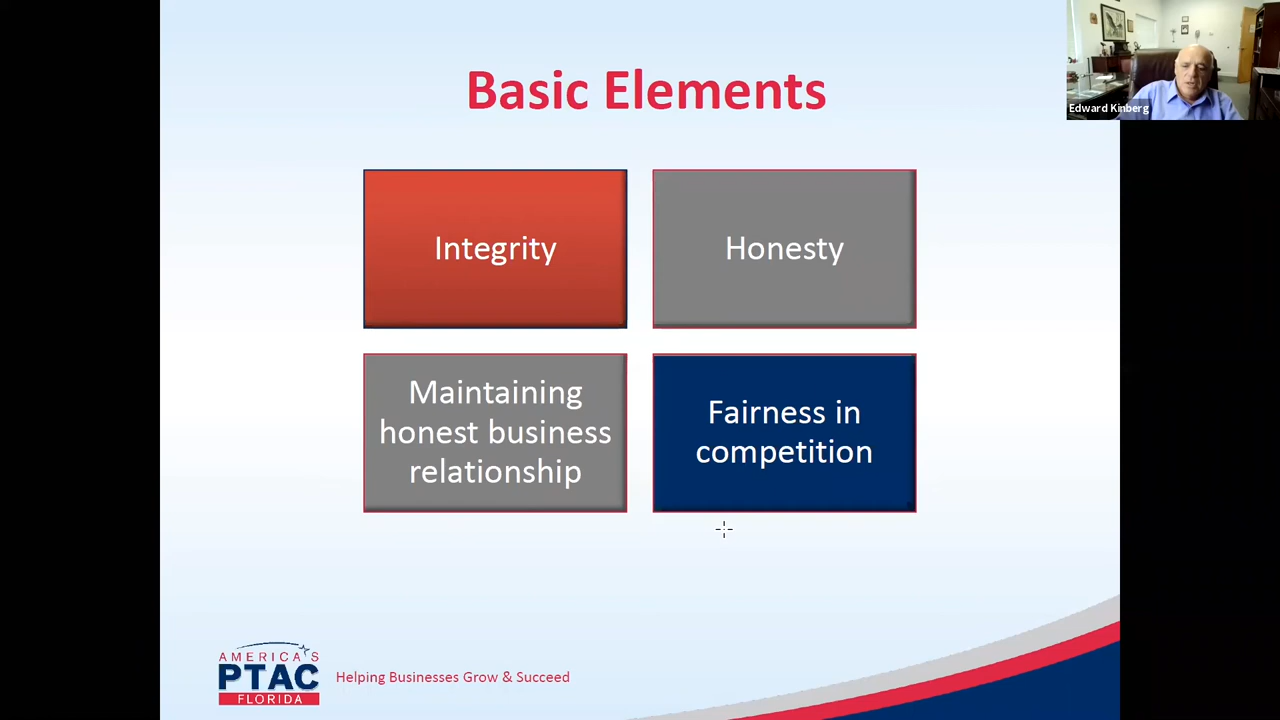 Basic Elements
Edward Kinberg
Integrity
Honesty
Maintaining
honest business
relationship
Fairness in
competition
AMERICA'S
PTAC
FLORIDA
Helping Businesses Grow & Succeed